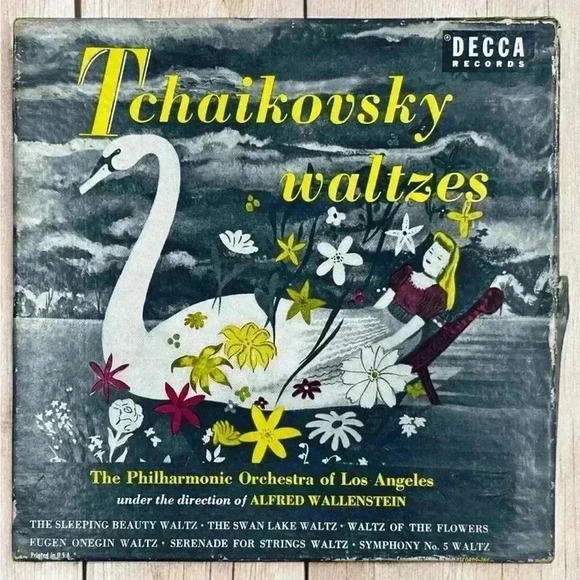 DECCA
RECORDS
Tchaikovsky
waltzes
The Philharmonic Orchestra of Los Angeles
under the direction of ALFRED WALLENSTEIN
THE SLEEPING BEAUTY WALTZ · THE SWAN LAKE WALTZ · WALTZ OF THE FLOWERS
EUGEN ONEGIN WALTZ · SERENADE FOR STRINGS WALTZ · SYMPHONY No. 5 WALTZ
Printed in U.S.A.